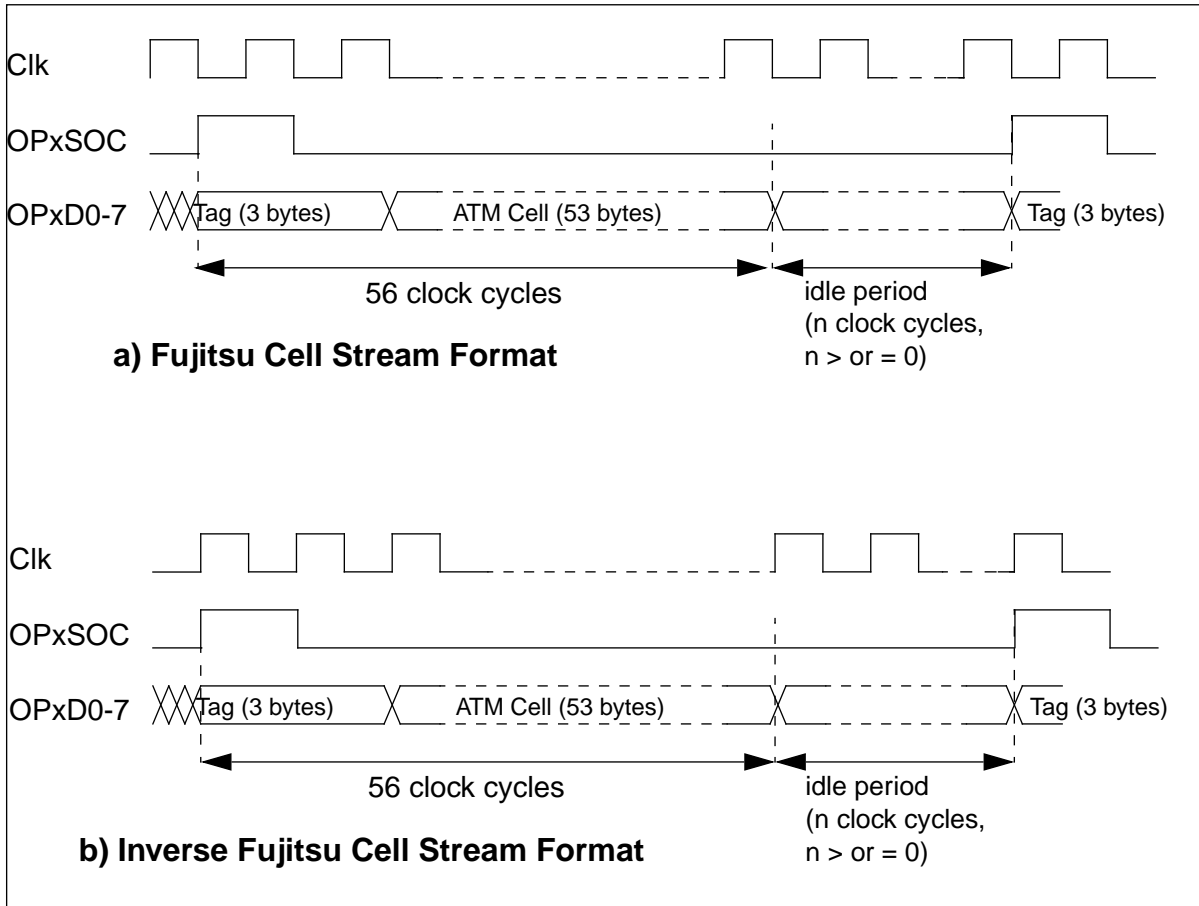 Clk
OPxSOC
OPxD0-7
Tag (3 bytes)
ATM Cell (53 bytes)
Tag (3 bytes)
56 clock cycles
idle period
(n clock cycles,
n > or = 0)
a) Fujitsu Cell Stream Format
Clk
OPxSOC
OPxD0-7
Tag (3 bytes)
ATM Cell (53 bytes)
Tag (3 bytes)
56 clock cycles
idle period
(n clock cycles,
n > or = 0)
b) Inverse Fujitsu Cell Stream Format